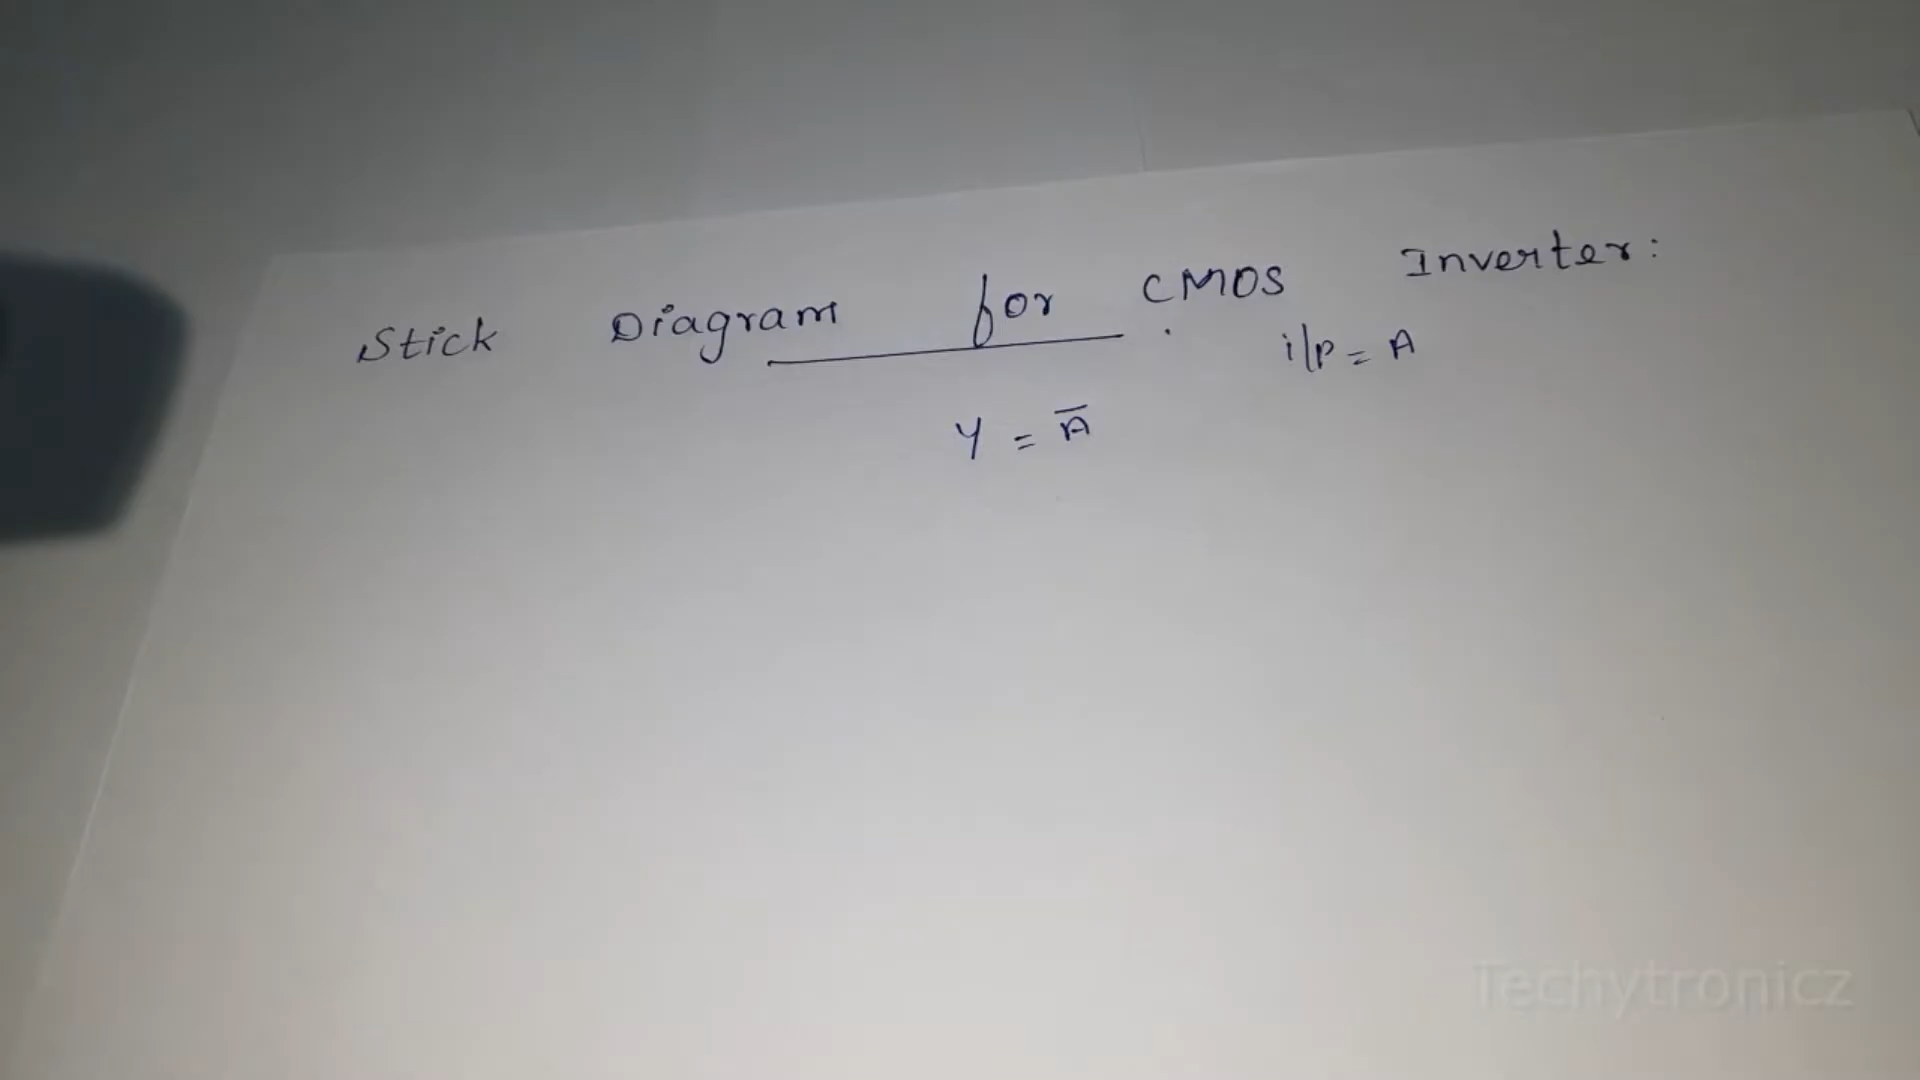 Stick Diagram for CMOS Inverter:
i/p = A
Y = A̅
Techytronicz